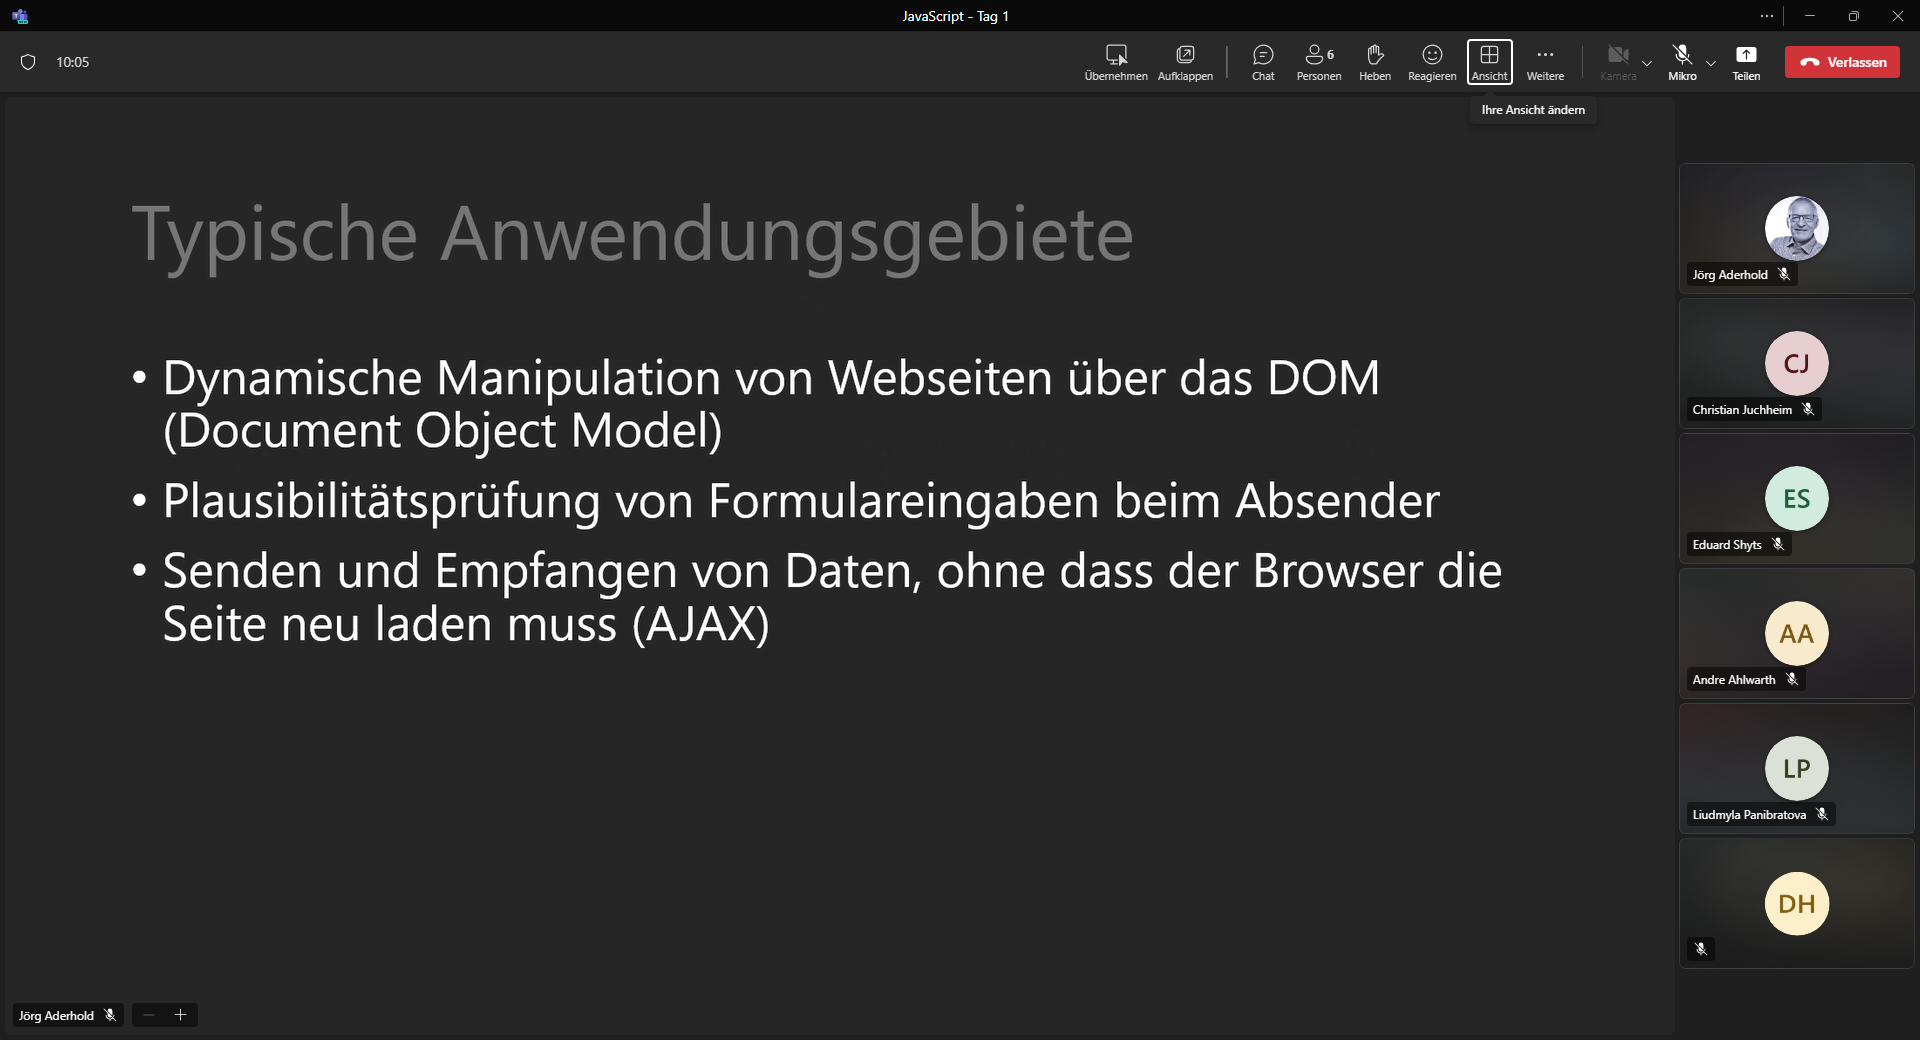 JavaScript - Tag 1
10:05
Übernehmen Aufklappen Chat Personen 6 Heben Reagieren Ansicht Weitere Kamera Mikro Teilen Verlassen
Ihre Ansicht ändern
Typische Anwendungsgebiete
• Dynamische Manipulation von Webseiten über das DOM
(Document Object Model)
• Plausibilitätsprüfung von Formulareingaben beim Absender
• Senden und Empfangen von Daten, ohne dass der Browser die
Seite neu laden muss (AJAX)
Jörg Aderhold
CJ
Christian Juchheim
ES
Eduard Shyts
AA
Andre Ahlwarth
LP
Liudmyla Panibratova
DH
Jörg Aderhold